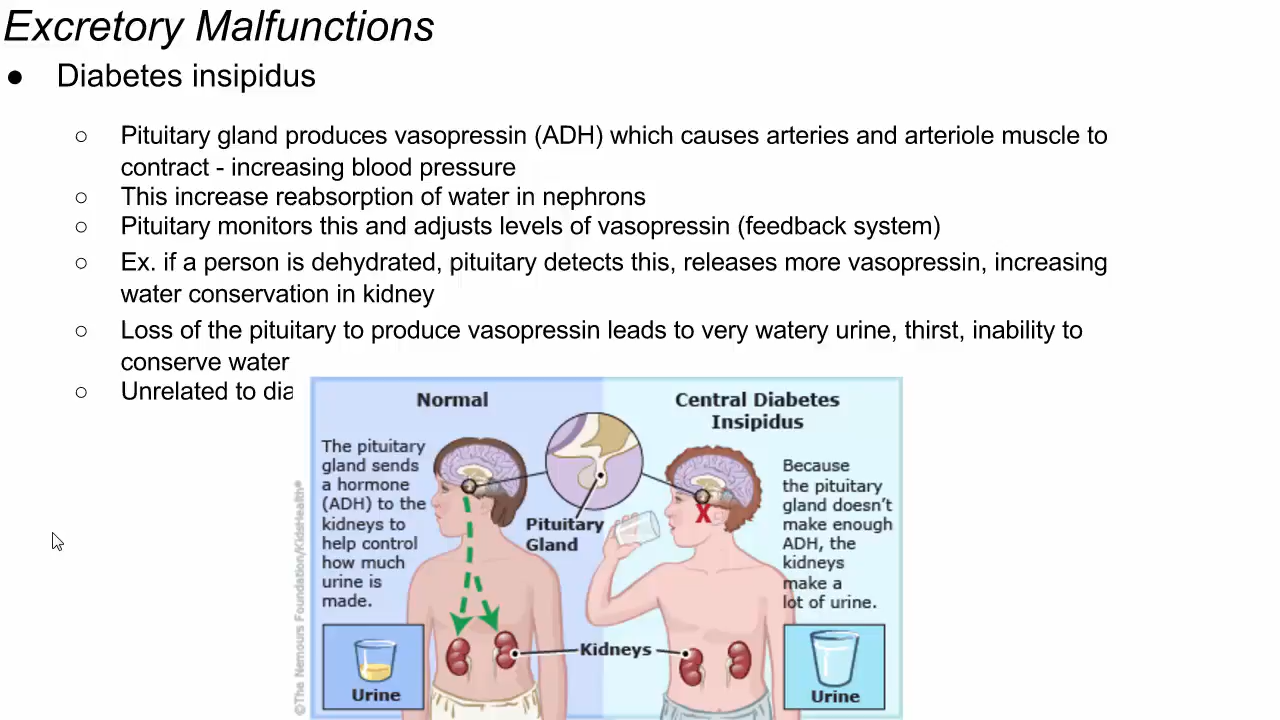 Excretory Malfunctions
● Diabetes insipidus
○ Pituitary gland produces vasopressin (ADH) which causes arteries and arteriole muscle to
contract - increasing blood pressure
○ This increase reabsorption of water in nephrons
○ Pituitary monitors this and adjusts levels of vasopressin (feedback system)
○ Ex. if a person is dehydrated, pituitary detects this, releases more vasopressin, increasing
water conservation in kidney
○ Loss of the pituitary to produce vasopressin leads to very watery urine, thirst, inability to
conserve water
○ Unrelated to dia
Normal
The pituitary
gland sends
a hormone
(ADH) to the
kidneys to
help control
how much
urine is
made.
Urine
Pituitary
Gland
Kidneys
Central Diabetes
Insipidus
X
Because
the pituitary
gland doesn't
make enough
ADH, the
kidneys
make a
lot of urine.
Urine
©The Nemours Foundation/KidsHealth®